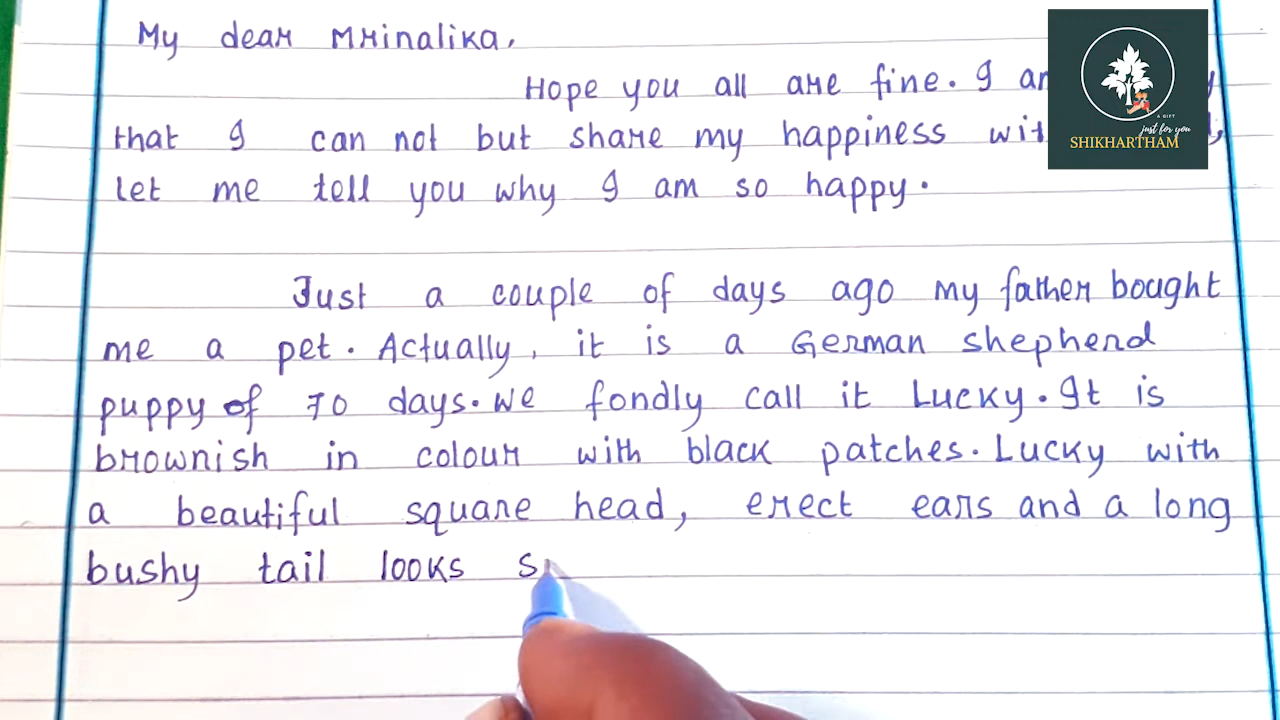 My dear Mrinalika,
Hope you all are fine. I
that I can not but share my happiness
let me tell you why I am so happy.
Just a couple of days ago my father bought
me a pet. Actually, it is a German shepherd
puppy of 70 days. We fondly call it Lucky. It is
brownish in colour with black patches. Lucky with
a beautiful square head, erect ears and a long
bushy tail looks s
A GIFT
just for you
SHIKHARTHAM